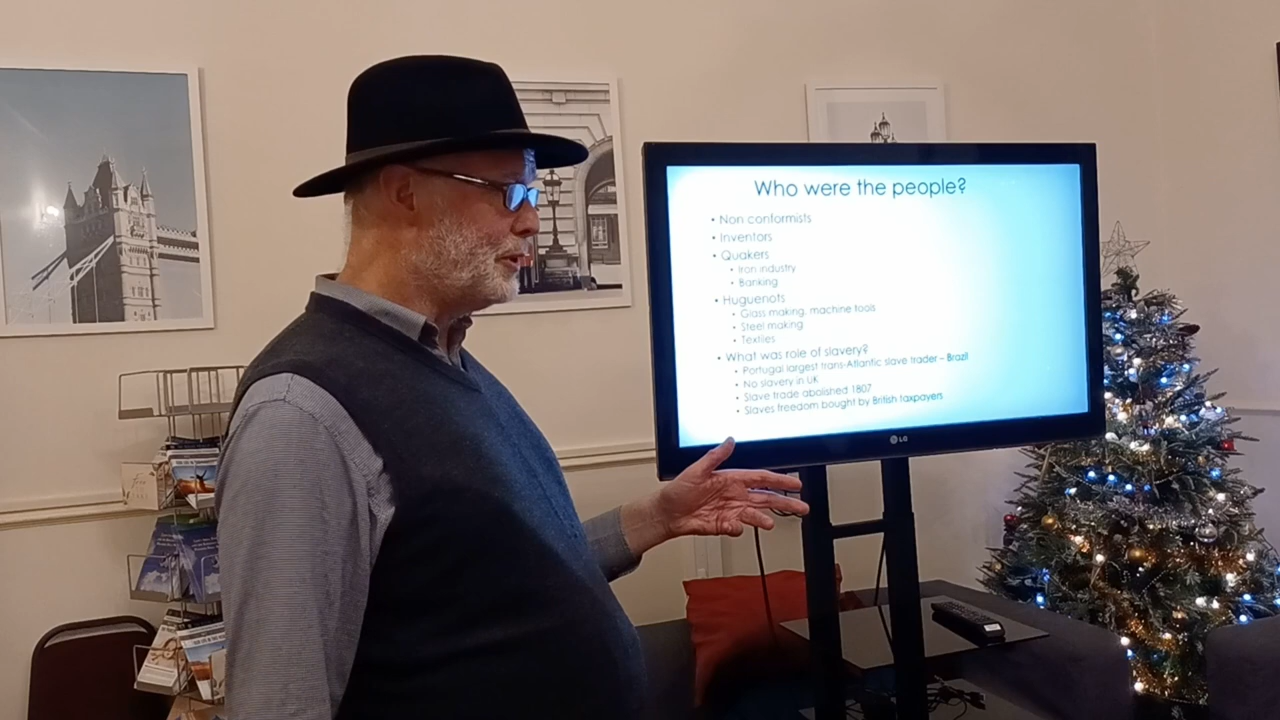 Who were the people?
• Non conformists
• Inventors
• Quakers
• Iron industry
• Banking
• Huguenots
• Glass making, machine tools
• Steel making
• Textiles
• What was role of slavery?
• Portugal largest trans-Atlantic slave trader – Brazil
• No slavery in UK
• Slave trade abolished 1807
• Slaves freedom bought by British taxpayers
LG